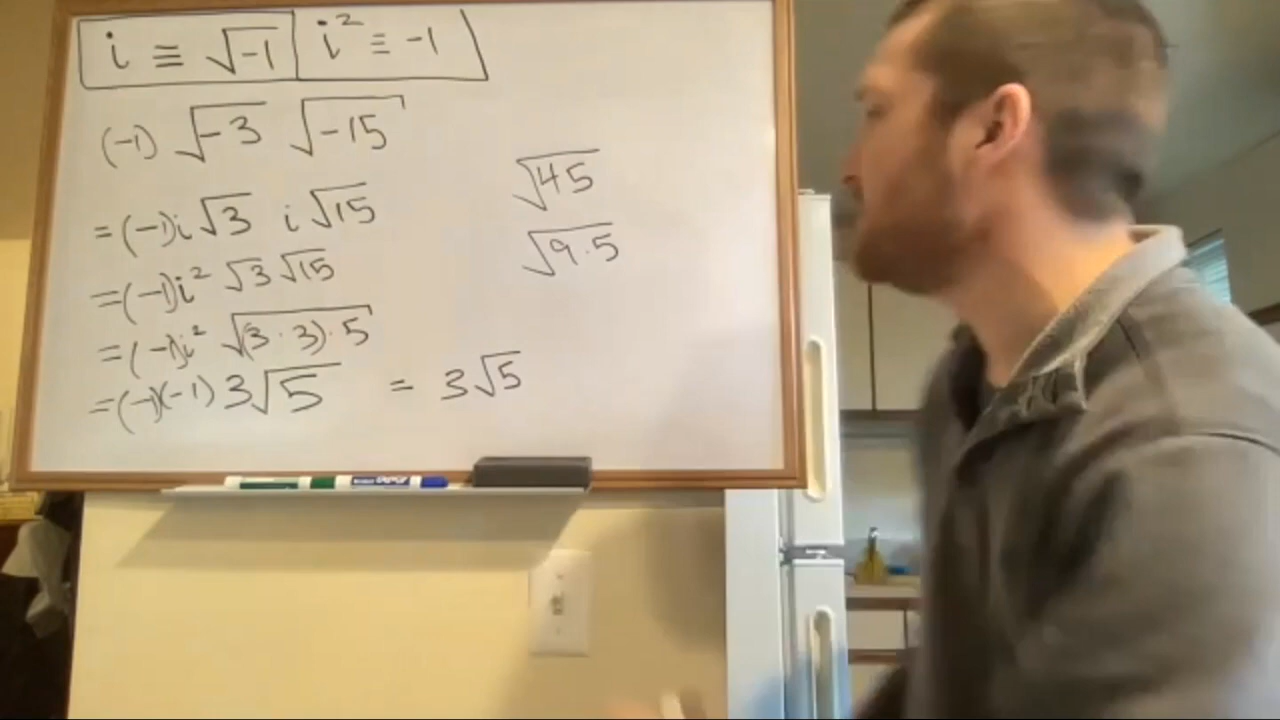 i ≡ √-1 i² ≡ -1
(-1) √-3 √-15
= (-1)i √3 i √15
= (-1)i² √3 √15
= (-1)i² √(3·3)·5
= (-1)(-1) 3√5 = 3√5
√45
√9·5
EXPO